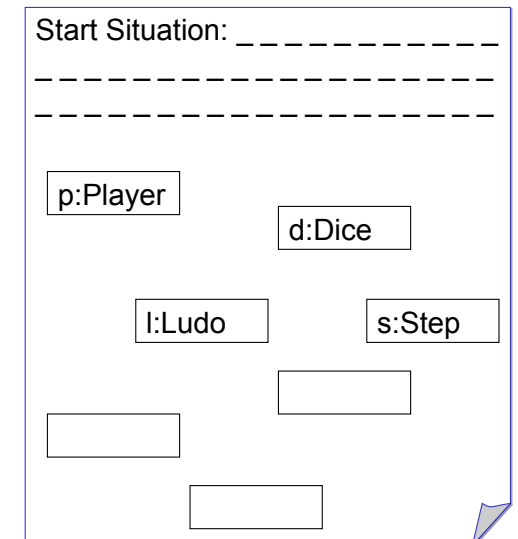 Start Situation: _ _ _ _ _ _ _ _ _ _ _
_ _ _ _ _ _ _ _ _ _ _ _ _ _ _ _ _ _ _
_ _ _ _ _ _ _ _ _ _ _ _ _ _ _ _ _ _ _
p:Player
d:Dice
l:Ludo
s:Step